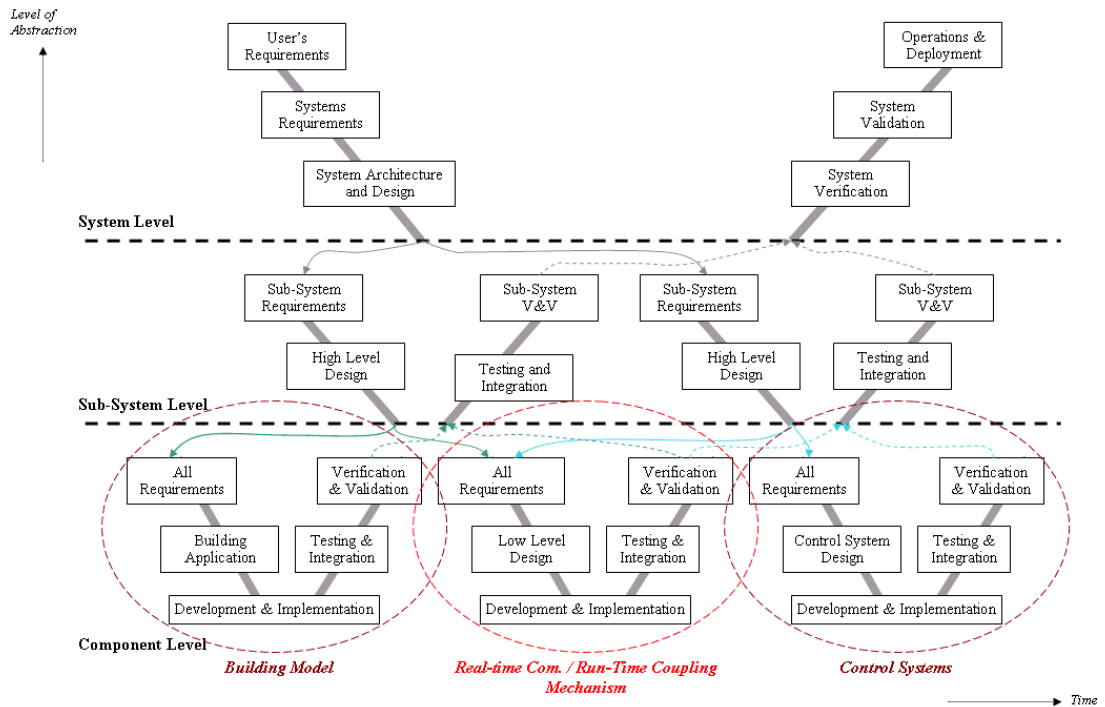 Level of
Abstraction
User's
Requirements
Operations &
Deployment
Systems
Requirements
System
Validation
System Architecture
and Design
System
Verification
System Level
Sub-System
Requirements
Sub-System
V&V
Sub-System
Requirements
Sub-System
V&V
High Level
Design
Testing and
Integration
High Level
Design
Testing and
Integration
Sub-System Level
All
Requirements
Verification
& Validation
All
Requirements
Verification
& Validation
All
Requirements
Verification
& Validation
Building
Application
Testing &
Integration
Low Level
Design
Testing &
Integration
Control System
Design
Testing &
Integration
Development & Implementation
Development & Implementation
Development & Implementation
Component Level
Building Model
Real-time Com. / Run-Time Coupling
Mechanism
Control Systems
Time